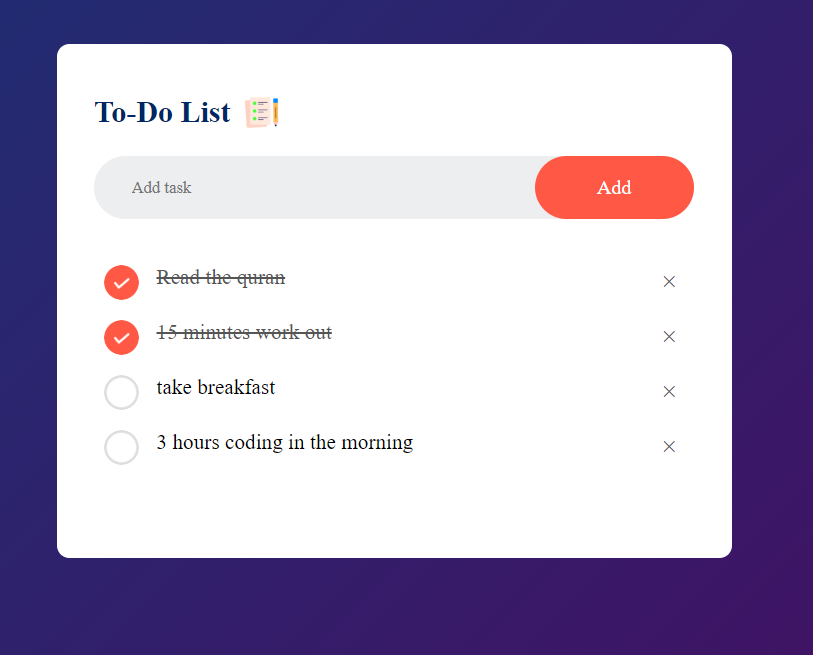 To-Do List
Add task
Add
Read the quran
15 minutes work out
take breakfast
3 hours coding in the morning